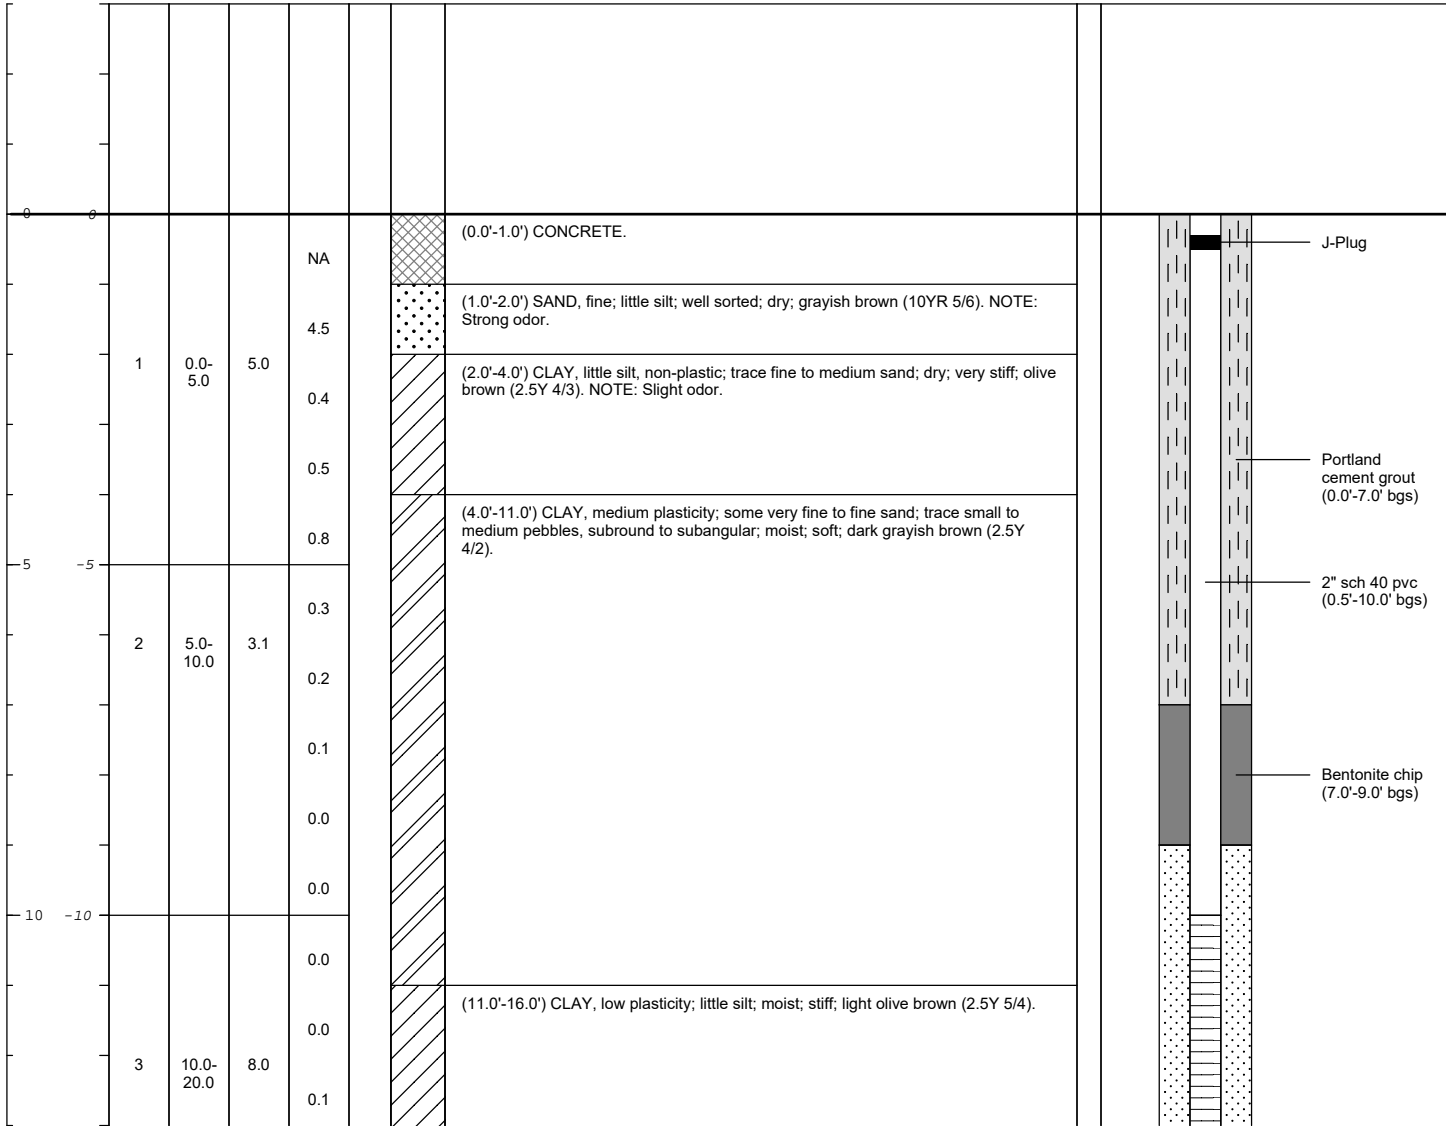 0
0
(0.0'-1.0') CONCRETE.
J-Plug
NA
(1.0'-2.0') SAND, fine; little silt; well sorted; dry; grayish brown (10YR 5/6). NOTE:
Strong odor.
4.5
1
0.0-
5.0
5.0
(2.0'-4.0') CLAY, little silt, non-plastic; trace fine to medium sand; dry; very stiff; olive
brown (2.5Y 4/3). NOTE: Slight odor.
0.4
0.5
Portland
cement grout
(0.0'-7.0' bgs)
(4.0'-11.0') CLAY, medium plasticity; some very fine to fine sand; trace small to
medium pebbles, subround to subangular; moist; soft; dark grayish brown (2.5Y
4/2).
0.8
5
-5
2" sch 40 pvc
(0.5'-10.0' bgs)
0.3
2
5.0-
10.0
3.1
0.2
0.1
Bentonite chip
(7.0'-9.0' bgs)
0.0
0.0
10
-10
0.0
(11.0'-16.0') CLAY, low plasticity; little silt; moist; stiff; light olive brown (2.5Y 5/4).
0.0
3
10.0-
20.0
8.0
0.1